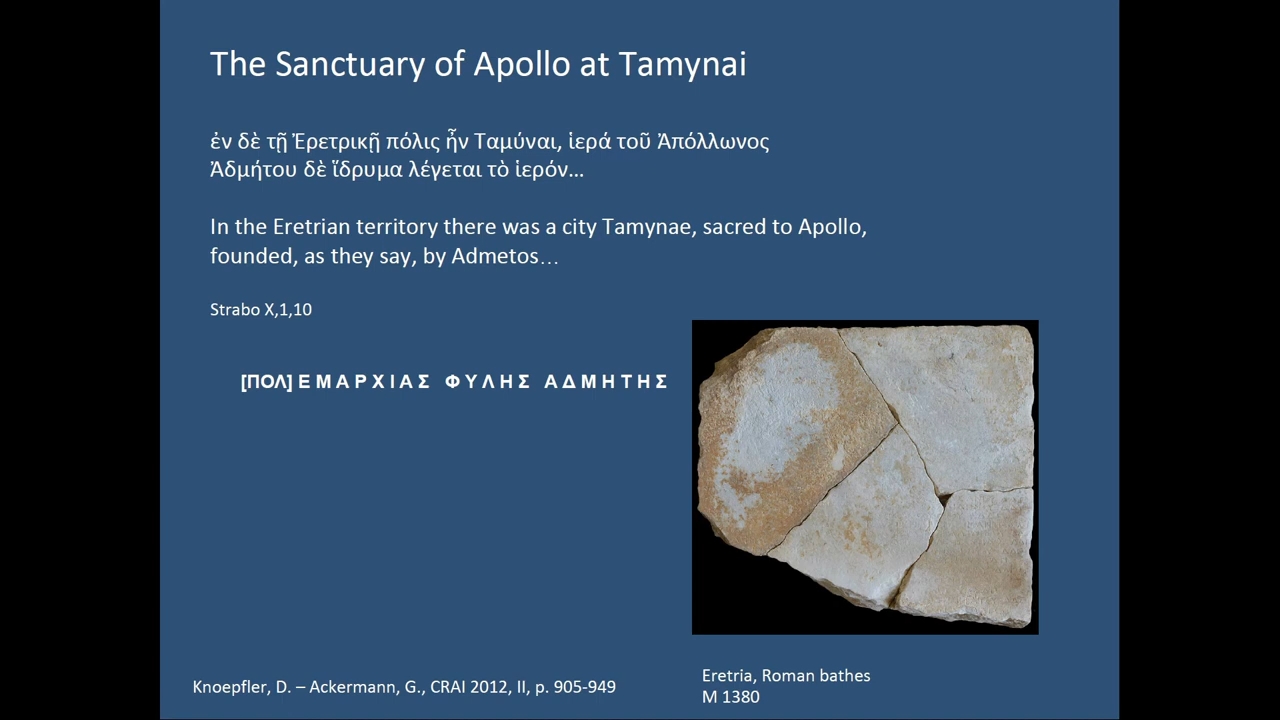 The Sanctuary of Apollo at Tamynai
ἐν δὲ τῇ Ἐρετρικῇ πόλις ἦν Ταμύναι, ἱερά τοῦ Ἀπόλλωνος
Ἀδμήτου δὲ ἵδρυμα λέγεται τὸ ἱερόν…
In the Eretrian territory there was a city Tamynae, sacred to Apollo,
founded, as they say, by Admetos…
Strabo X,1,10
[ΠΟΛ] Ε Μ Α Ρ Χ Ι Α Σ Φ Υ Λ Η Σ Α Δ Μ Η Τ Η Σ
Knoepfler, D. – Ackermann, G., CRAI 2012, II, p. 905-949
Eretria, Roman bathes
M 1380